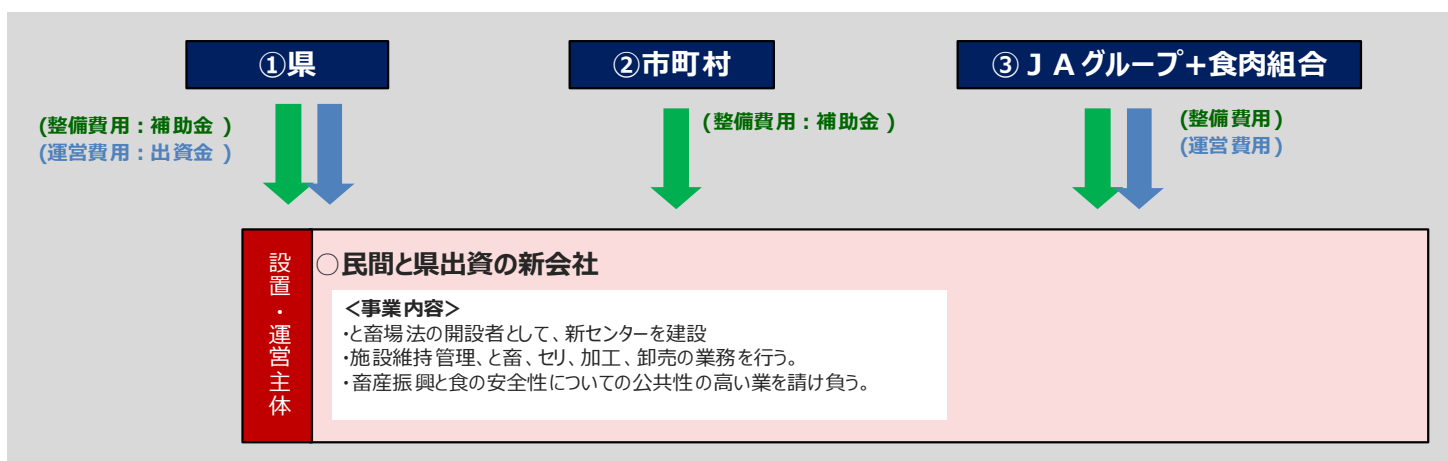 ①県
②市町村
③ＪＡグループ+食肉組合
(整備費用：補助金 )
(運営費用：出資金 )
(整備費用：補助金 )
(整備費用)
(運営費用)
設置・運営主体
○民間と県出資の新会社
＜事業内容＞
・と畜場法の開設者として、新センターを建設
・施設維持管理、と畜、セリ、加工、卸売の業務を行う。
・畜産振興と食の安全性についての公共性の高い業を請け負う。